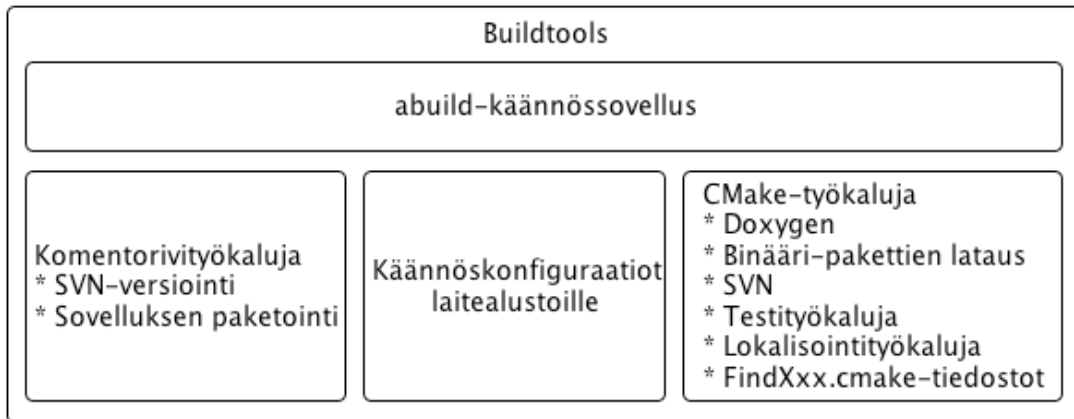 Buildtools
abuild-käännössovellus
Komentorivityökaluja
* SVN-versiointi
* Sovelluksen paketointi
Käännöskonfiguraatiot
laitealustoille
CMake-työkaluja
* Doxygen
* Binääri-pakettien lataus
* SVN
* Testityökaluja
* Lokalisointityökaluja
* FindXxx.cmake-tiedostot